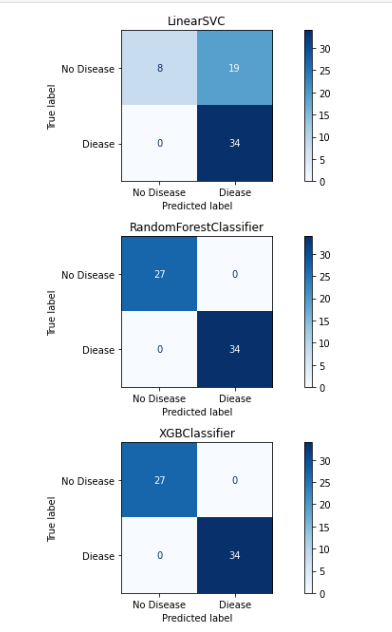 LinearSVC
30
25
20
15
10
5
0
True label
No Disease
8
19
Diease
0
34
No Disease
Diease
Predicted label
RandomForestClassifier
30
25
20
15
10
5
0
True label
No Disease
27
0
Diease
0
34
No Disease
Diease
Predicted label
XGBClassifier
30
25
20
15
10
5
0
True label
No Disease
27
0
Diease
0
34
No Disease
Diease
Predicted label